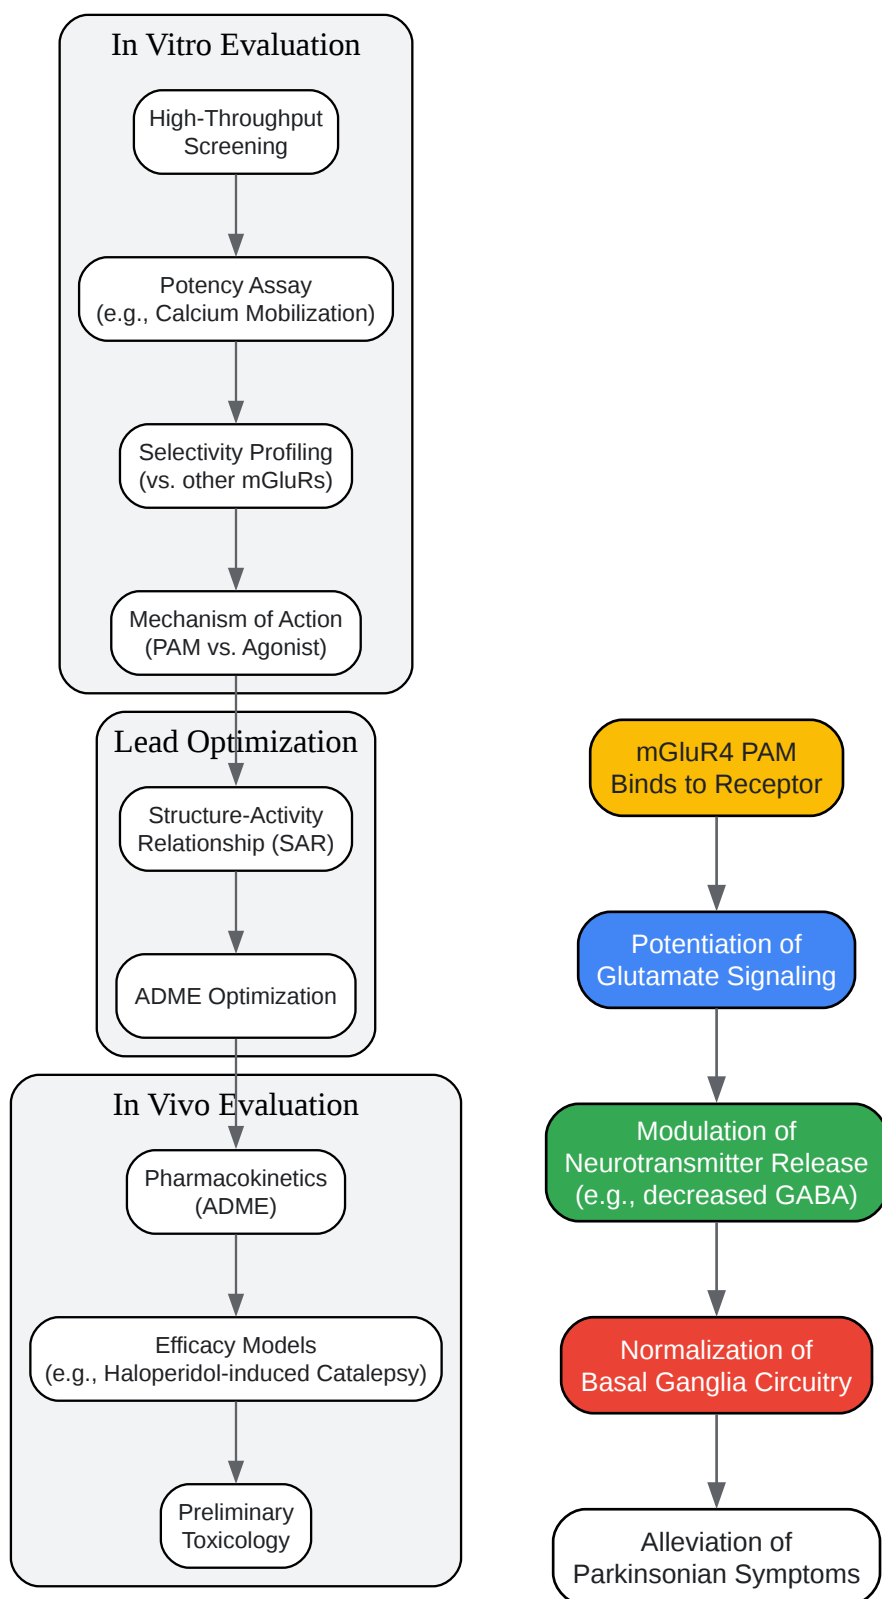 In Vitro Evaluation
High-Throughput
Screening
Potency Assay
(e.g., Calcium Mobilization)
Selectivity Profiling
(vs. other mGluRs)
Mechanism of Action
(PAM vs. Agonist)
Lead Optimization
Structure-Activity
Relationship (SAR)
ADME Optimization
In Vivo Evaluation
Pharmacokinetics
(ADME)
Efficacy Models
(e.g., Haloperidol-induced Catalepsy)
Preliminary
Toxicology
mGluR4 PAM
Binds to Receptor
Potentiation of
Glutamate Signaling
Modulation of
Neurotransmitter Release
(e.g., decreased GABA)
Normalization of
Basal Ganglia Circuitry
Alleviation of
Parkinsonian Symptoms